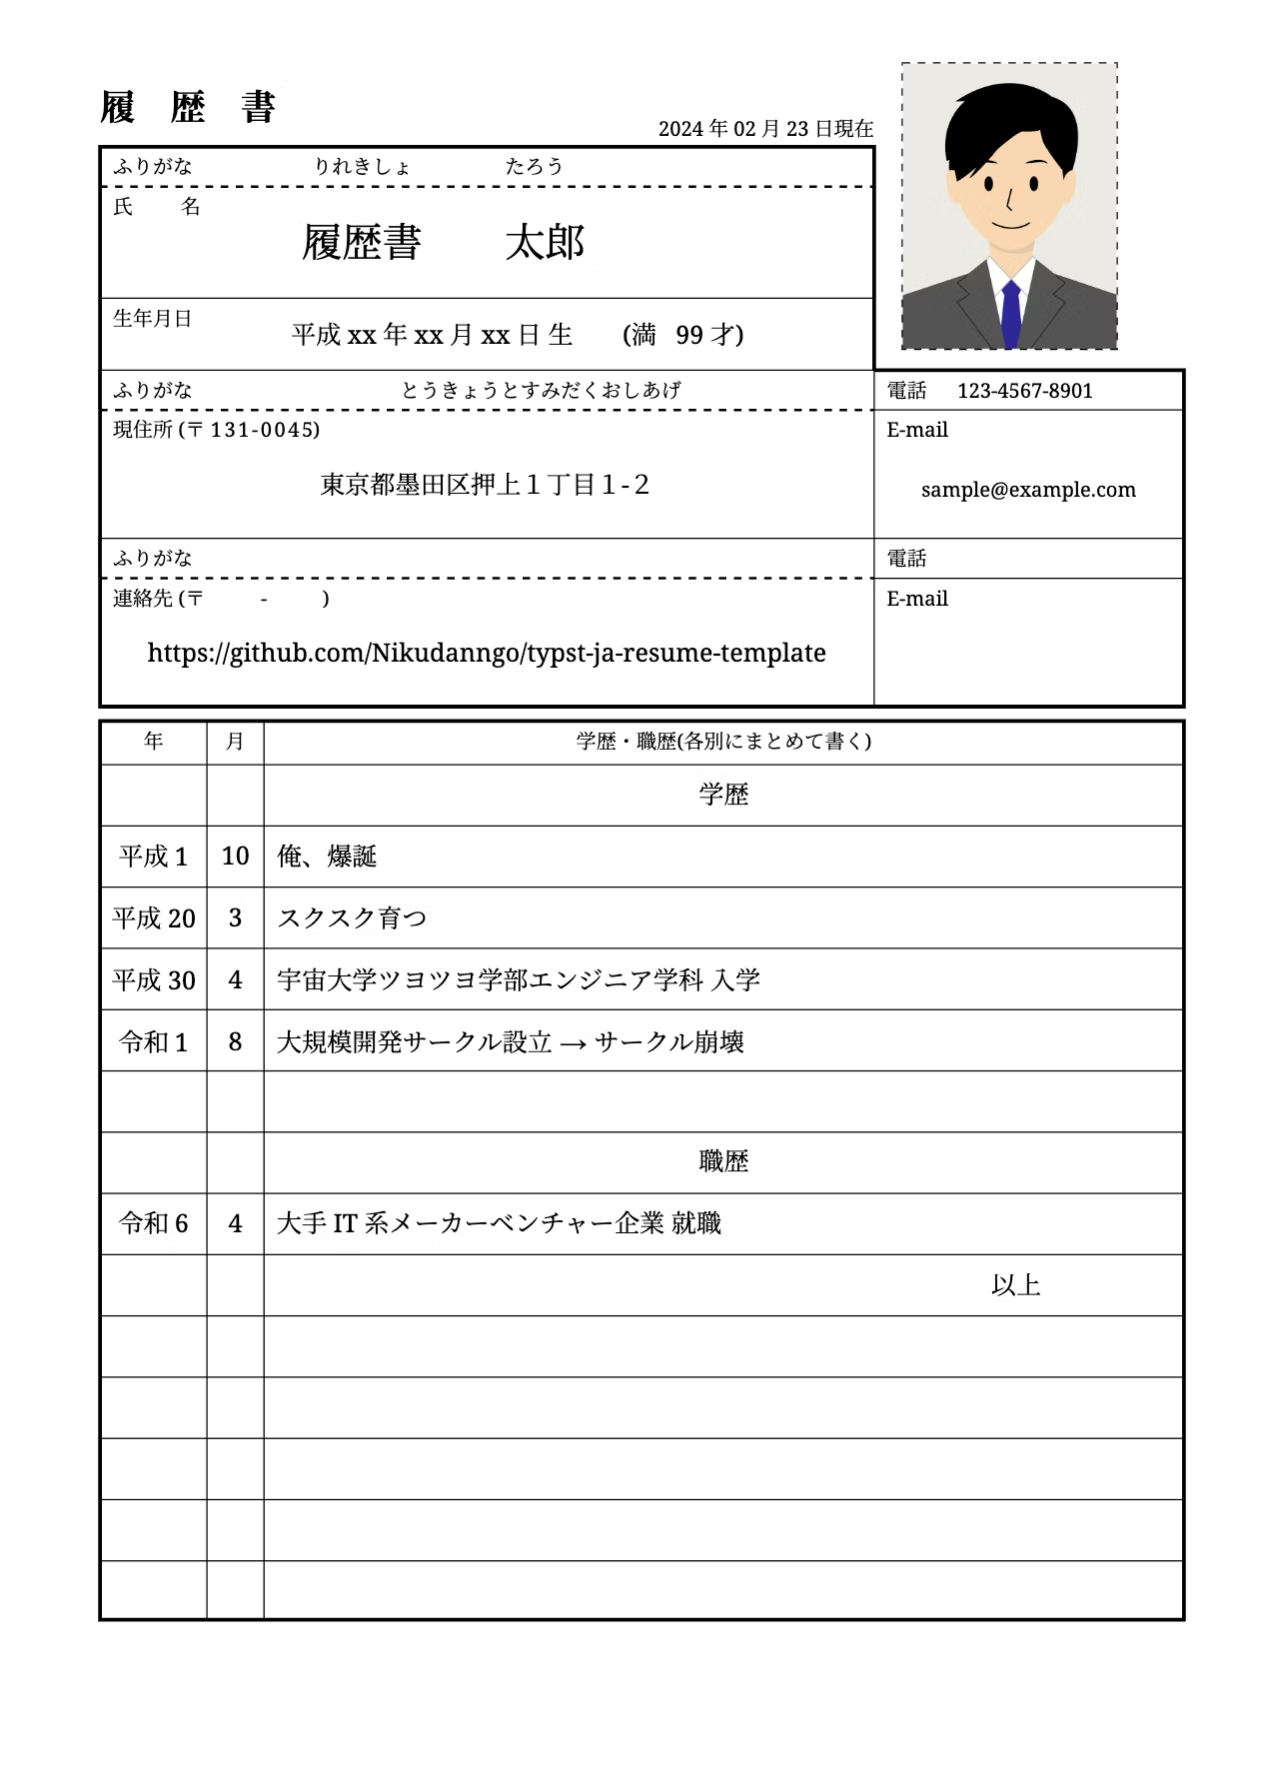 履 歴 書
2024 年 02 月 23 日現在
ふりがな りれきしょ たろう
氏 名
履歴書 太郎
生年月日 平成 xx 年 xx 月 xx 日 生 (満 99 才)
ふりがな とうきょうとすみだくおしあげ
電話 123-4567-8901
現住所 (〒 131-0045)
東京都墨田区押上１丁目１-２
E-mail
sample@example.com
ふりがな
電話
連絡先 (〒 - )
https://github.com/Nikudanngo/typst-ja-resume-template
E-mail
年 月 学歴・職歴(各別にまとめて書く)
学歴
平成 1 10 俺、爆誕
平成 20 3 スクスク育つ
平成 30 4 宇宙大学ツヨツヨ学部エンジニア学科 入学
令和 1 8 大規模開発サークル設立 → サークル崩壊
職歴
令和 6 4 大手 IT 系メーカーベンチャー企業 就職
以上